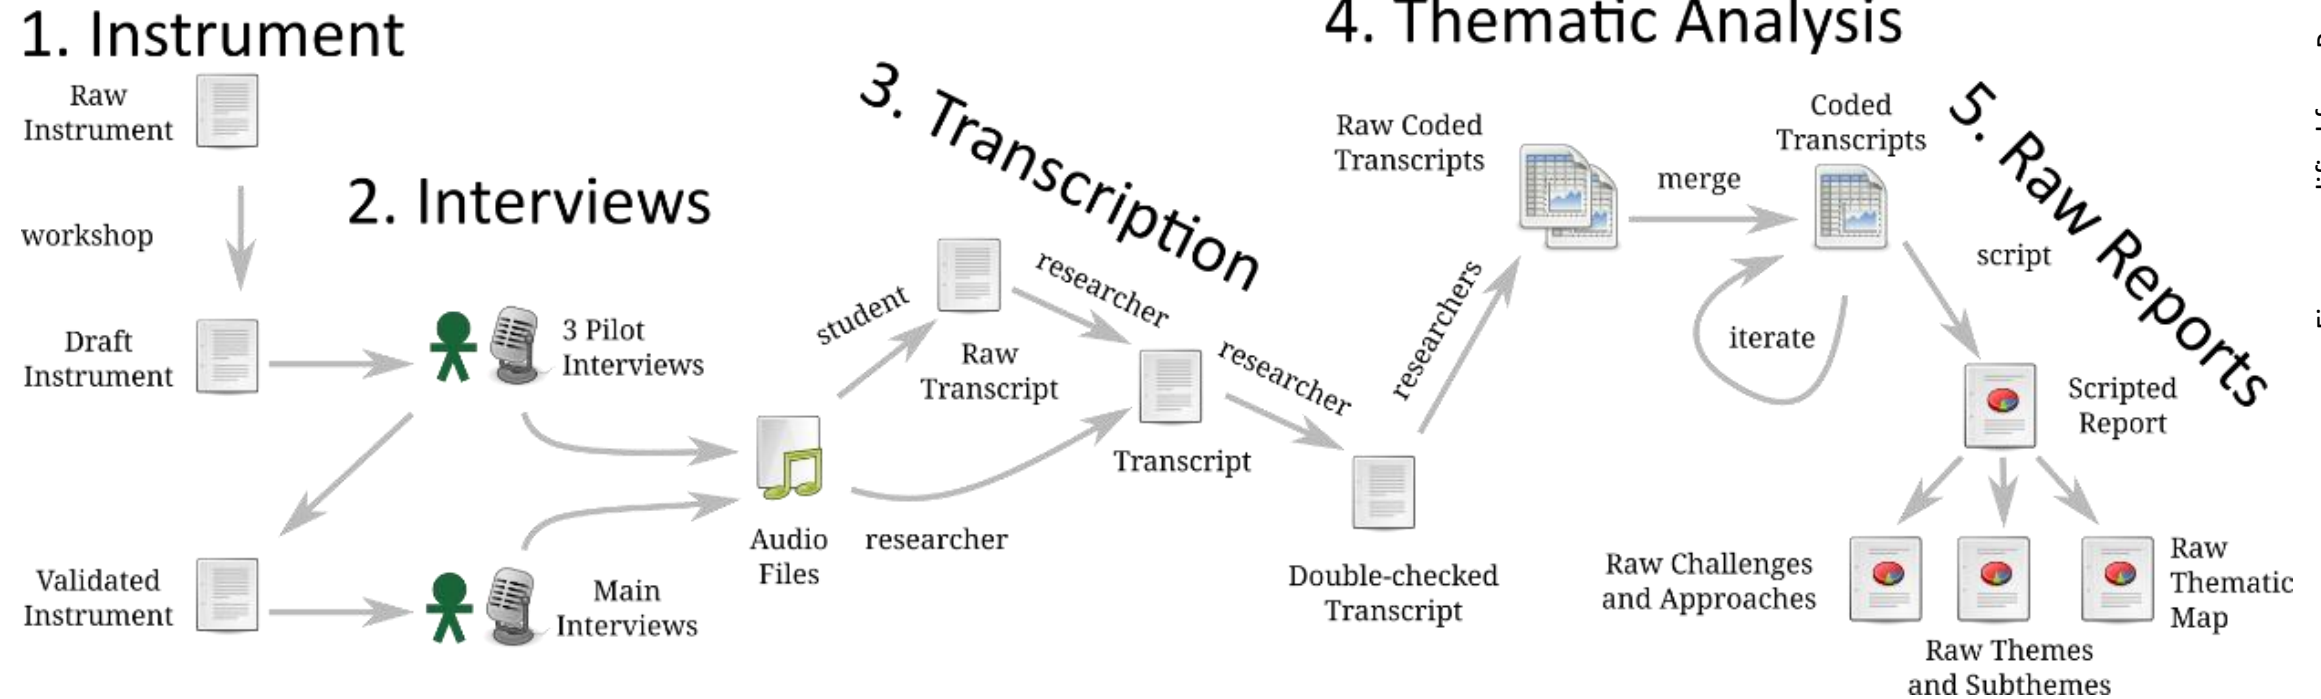 1. Instrument
Raw
Instrument
workshop
Draft
Instrument
Validated
Instrument
2. Interviews
3 Pilot
Interviews
Main
Interviews
Audio
Files
3. Transcription
student
Raw
Transcript
researcher
researcher
Transcript
researcher
Double-checked
Transcript
4. Thematic Analysis
researchers
Raw Coded
Transcripts
merge
Coded
Transcripts
iterate
5. Raw Reports
script
Scripted
Report
Raw Challenges
and Approaches
Raw Themes
and Subthemes
Raw
Thematic
Map